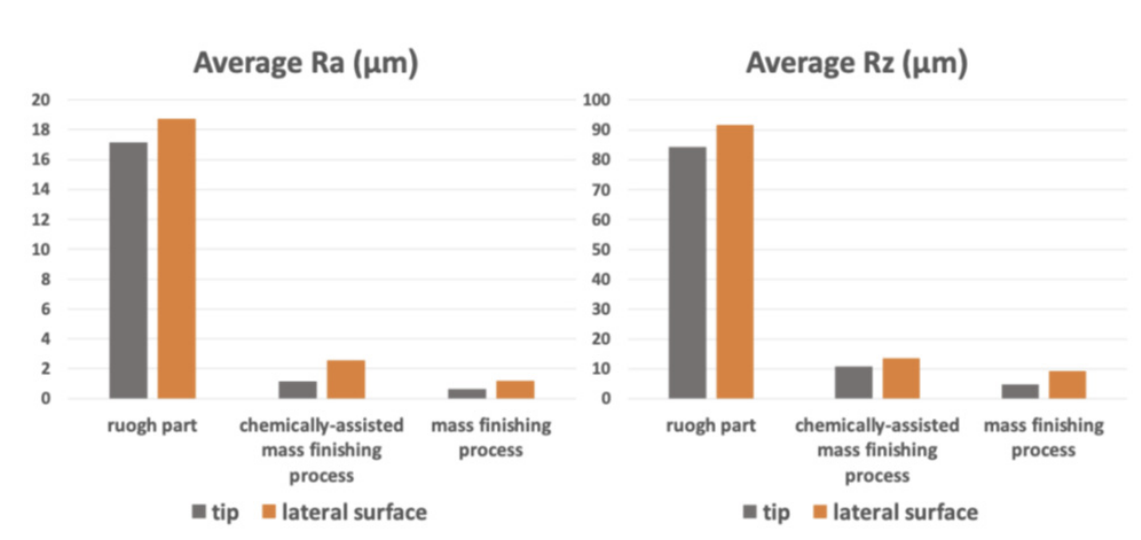 Average Ra (μm)
20
18
16
14
12
10
8
6
4
2
0
ruogh part
chemically-assisted
mass finishing
process
mass finishing
process
tip
lateral surface
Average Rz (μm)
100
90
80
70
60
50
40
30
20
10
0
ruogh part
chemically-assisted
mass finishing
process
mass finishing
process
tip
lateral surface